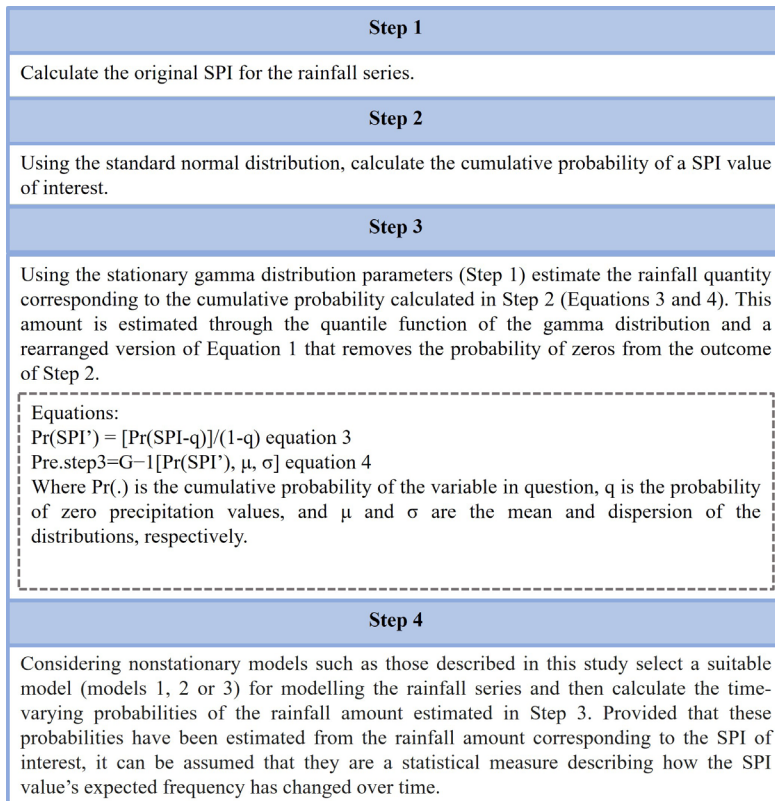 Step 1
Calculate the original SPI for the rainfall series.
Step 2
Using the standard normal distribution, calculate the cumulative probability of a SPI value
of interest.
Step 3
Using the stationary gamma distribution parameters (Step 1) estimate the rainfall quantity
corresponding to the cumulative probability calculated in Step 2 (Equations 3 and 4). This
amount is estimated through the quantile function of the gamma distribution and a
rearranged version of Equation 1 that removes the probability of zeros from the outcome
of Step 2.
Equations:
Pr(SPI’) = [Pr(SPI-q)]/(1-q) equation 3
Pre.step3=G−1[Pr(SPI’), μ, σ] equation 4
Where Pr(.) is the cumulative probability of the variable in question, q is the probability
of zero precipitation values, and μ and σ are the mean and dispersion of the
distributions, respectively.
Step 4
Considering nonstationary models such as those described in this study select a suitable
model (models 1, 2 or 3) for modelling the rainfall series and then calculate the time-
varying probabilities of the rainfall amount estimated in Step 3. Provided that these
probabilities have been estimated from the rainfall amount corresponding to the SPI of
interest, it can be assumed that they are a statistical measure describing how the SPI
value’s expected frequency has changed over time.